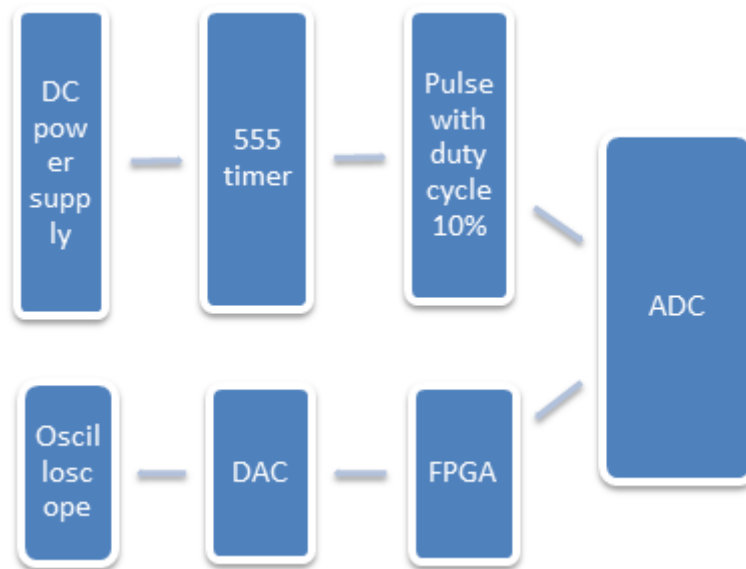 DC
pow
er
supp
ly
555
timer
Pulse
with
duty
cycle
10%
ADC
Oscil
losc
ope
DAC
FPGA